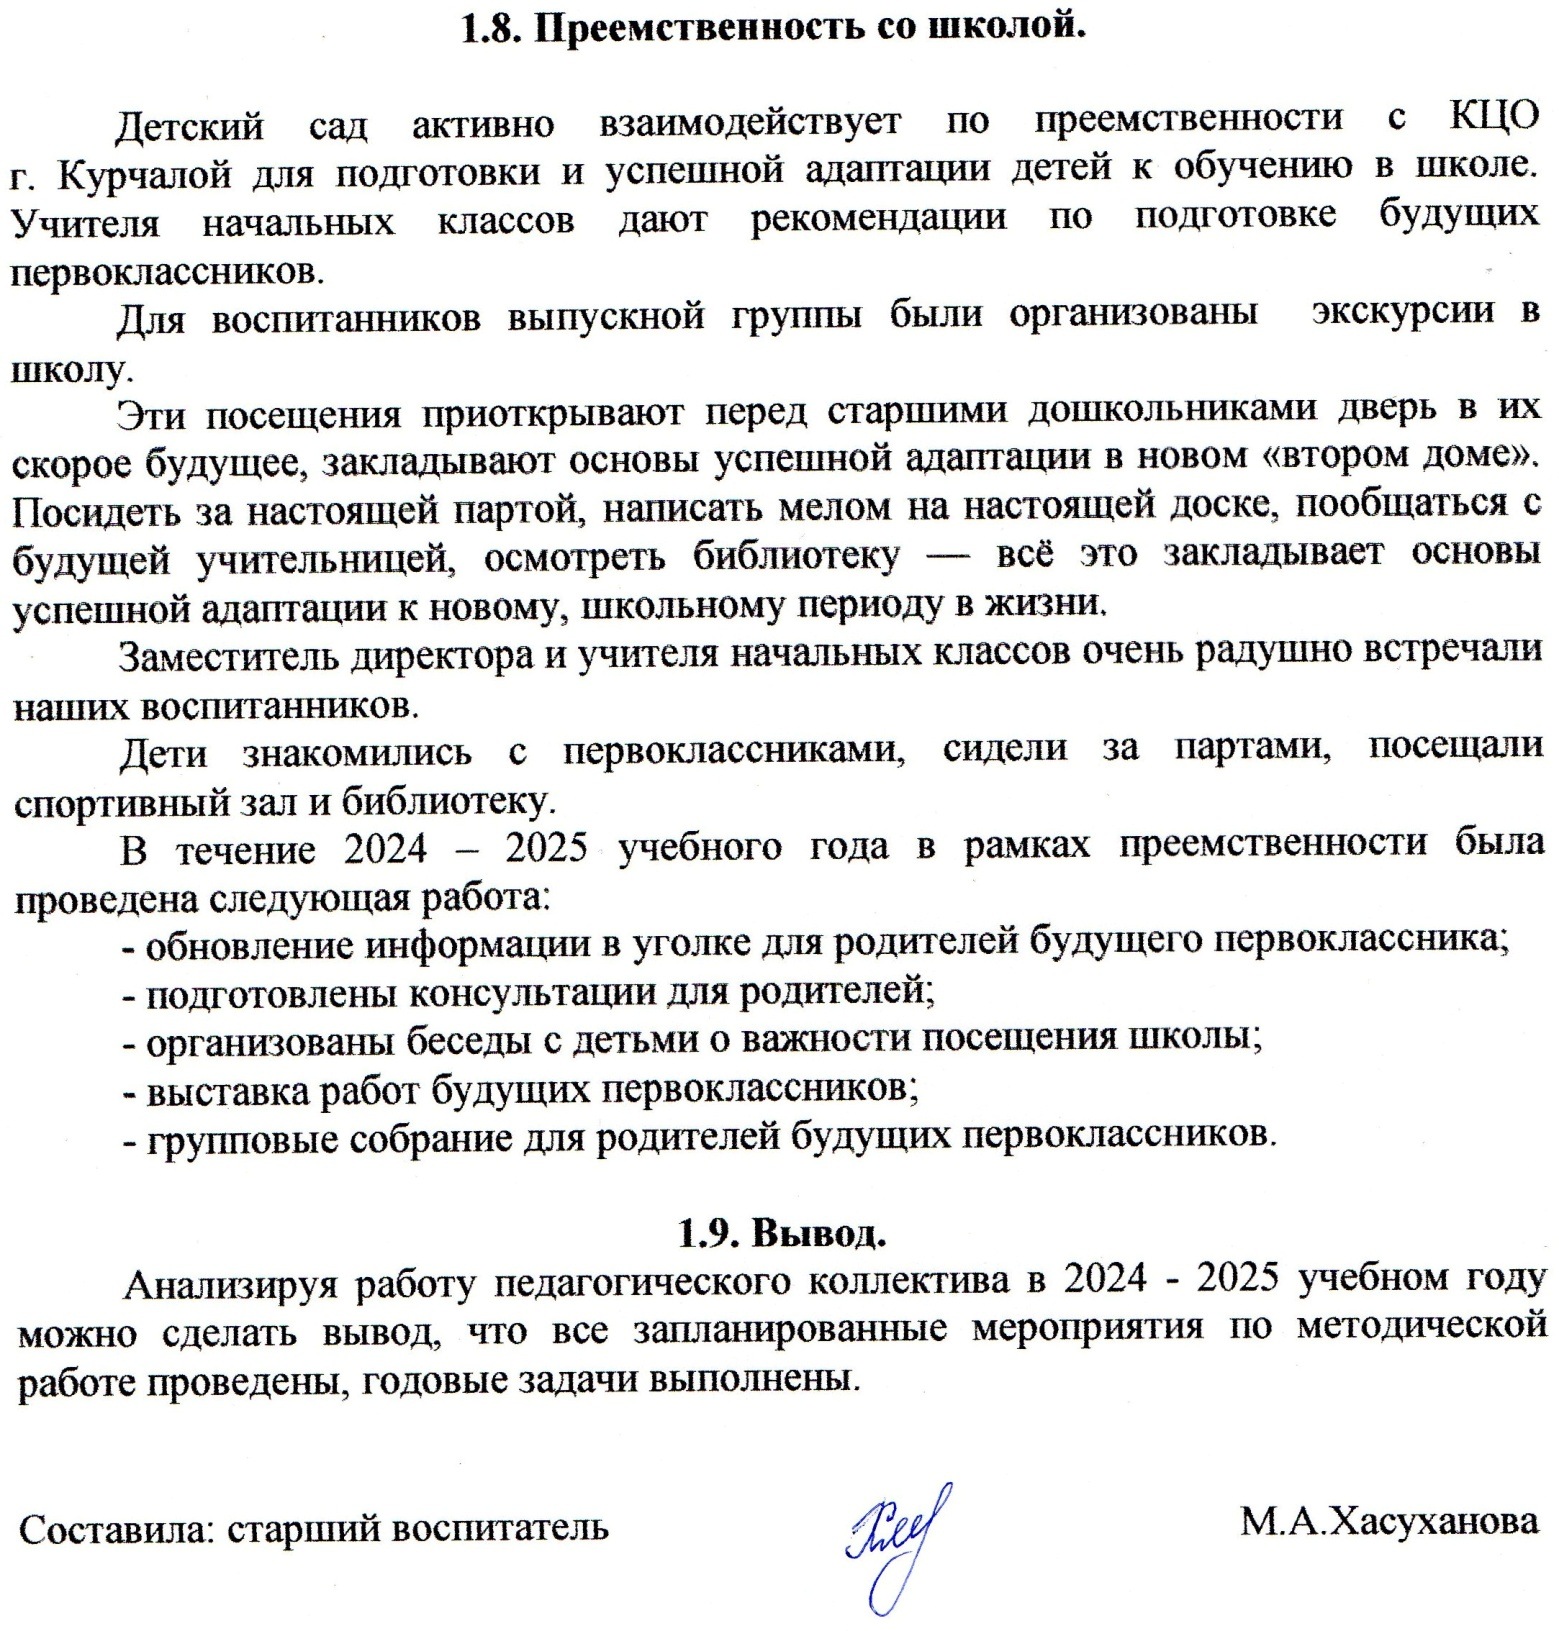 1.8. Преемственность со школой.
Детский сад активно взаимодействует по преемственности с КЦО
г. Курчалой для подготовки и успешной адаптации детей к обучению в школе.
Учителя начальных классов дают рекомендации по подготовке будущих
первоклассников.
Для воспитанников выпускной группы были организованы экскурсии в
школу.
Эти посещения приоткрывают перед старшими дошкольниками дверь в их
скорое будущее, закладывают основы успешной адаптации в новом «втором доме».
Посидеть за настоящей партой, написать мелом на настоящей доске, пообщаться с
будущей учительницей, осмотреть библиотеку — всё это закладывает основы
успешной адаптации к новому, школьному периоду в жизни.
Заместитель директора и учителя начальных классов очень радушно встречали
наших воспитанников.
Дети знакомились с первоклассниками, сидели за партами, посещали
спортивный зал и библиотеку.
В течение 2024 – 2025 учебного года в рамках преемственности была
проведена следующая работа:
- обновление информации в уголке для родителей будущего первоклассника;
- подготовлены консультации для родителей;
- организованы беседы с детьми о важности посещения школы;
- выставка работ будущих первоклассников;
- групповые собрание для родителей будущих первоклассников.
1.9. Вывод.
Анализируя работу педагогического коллектива в 2024 - 2025 учебном году
можно сделать вывод, что все запланированные мероприятия по методической
работе проведены, годовые задачи выполнены.
Составила: старший воспитатель М.А.Хасуханова